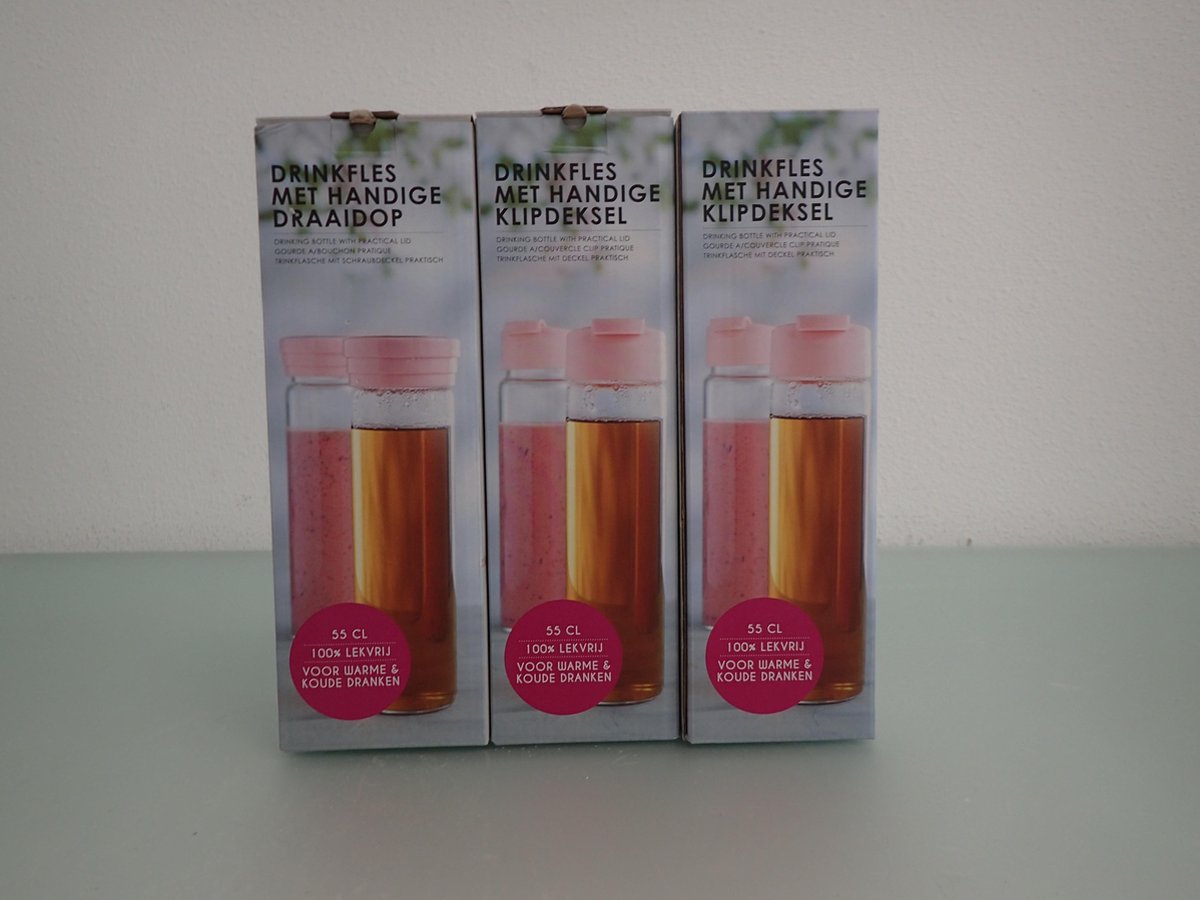 DRINKFLES
MET HANDIGE
DRAAIDOP
DRINKING BOTTLE WITH PRACTICAL LID
GOURDE A/BOUCHON PRATIQUE
TRINKFLASCHE MIT SCHRAUBDECKEL PRAKTISCH
55 CL
100% LEKVRIJ
VOOR WARME &
KOUDE DRANKEN
DRINKFLES
MET HANDIGE
KLIPDEKSEL
DRINKING BOTTLE WITH PRACTICAL LID
GOURDE A/COUVERCLE CLIP PRATIQUE
TRINKFLASCHE MIT DECKEL PRAKTISCH
55 CL
100% LEKVRIJ
VOOR WARME &
KOUDE DRANKEN
DRINKFLES
MET HANDIGE
KLIPDEKSEL
DRINKING BOTTLE WITH PRACTICAL LID
GOURDE A/COUVERCLE CLIP PRATIQUE
TRINKFLASCHE MIT DECKEL PRAKTISCH
55 CL
100% LEKVRIJ
VOOR WARME &
KOUDE DRANKEN